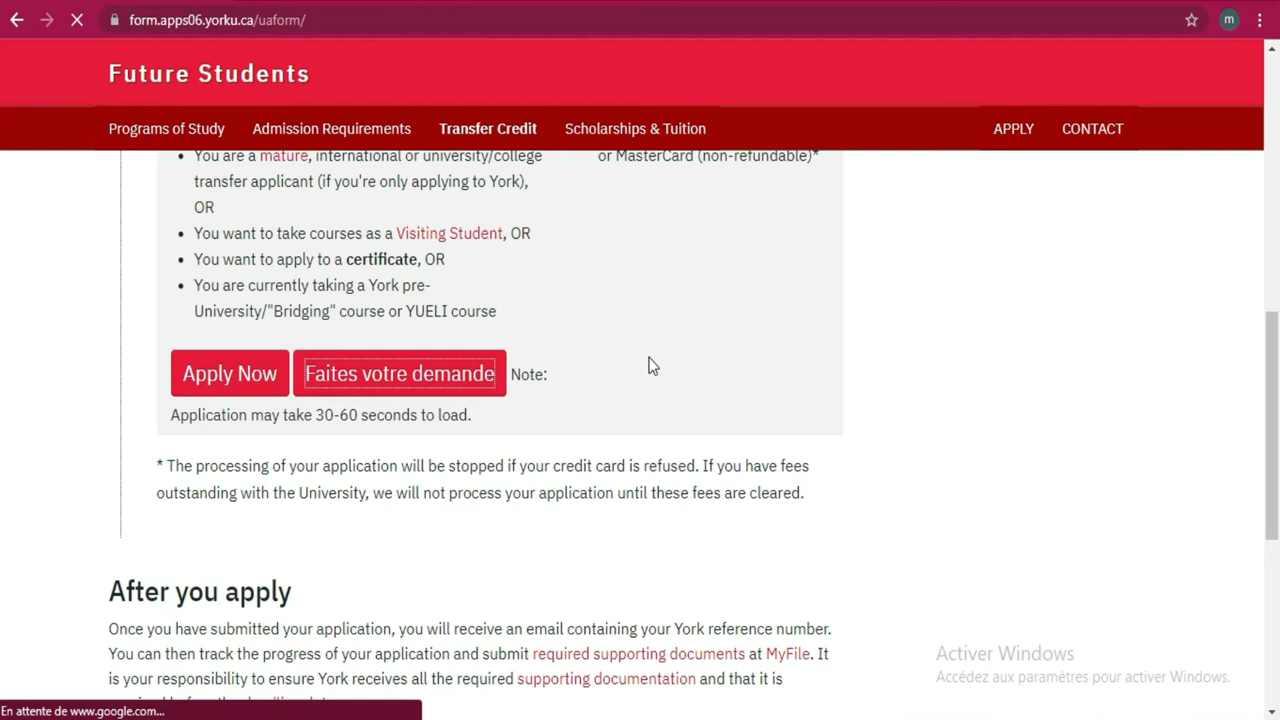 form.apps06.yorku.ca/uaform/
m
Future Students
Programs of Study Admission Requirements Transfer Credit Scholarships & Tuition APPLY CONTACT
You are a mature, international or university/college
transfer applicant (if you're only applying to York),
OR
You want to take courses as a Visiting Student, OR
You want to apply to a certificate, OR
You are currently taking a York pre-
University/"Bridging" course or YUELI course
or MasterCard (non-refundable)*
Apply Now Faites votre demande Note:
Application may take 30-60 seconds to load.
* The processing of your application will be stopped if your credit card is refused. If you have fees
outstanding with the University, we will not process your application until these fees are cleared.
After you apply
Once you have submitted your application, you will receive an email containing your York reference number.
You can then track the progress of your application and submit required supporting documents at MyFile. It
is your responsibility to ensure York receives all the required supporting documentation and that it is
Activer Windows
Accédez aux paramètres pour activer Windows.
En attente de www.google.com...